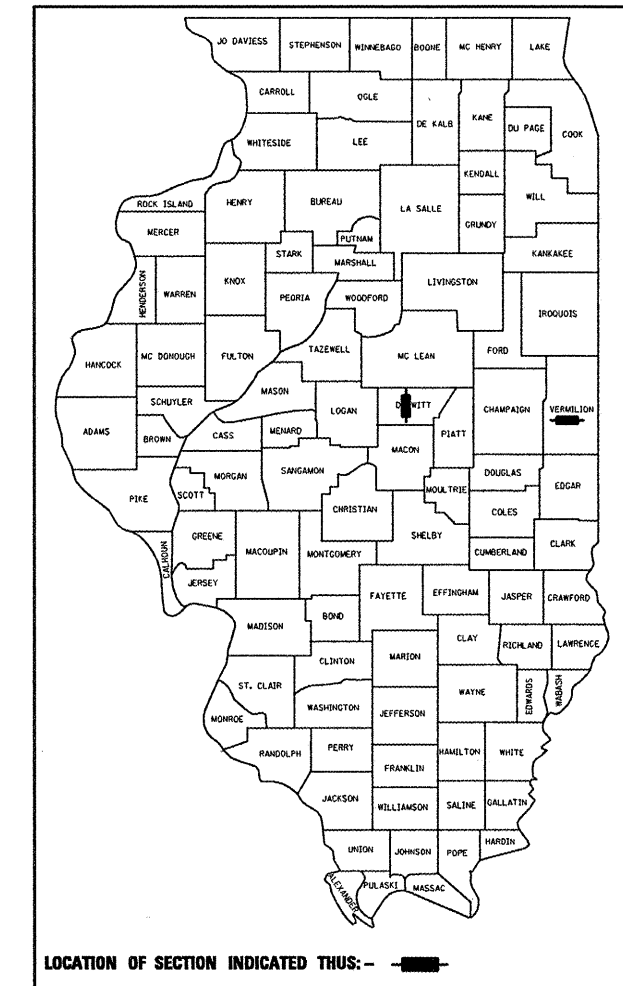 JO DAVIESS STEPHENSON WINNEBAGO BOONE MC HENRY LAKE
CARROLL OGLE DE KALB KANE DU PAGE COOK
WHITESIDE LEE
KENDALL
ROCK ISLAND HENRY BUREAU LA SALLE GRUNDY WILL
MERCER PUTNAM
STARK MARSHALL KANKAKEE
HENDERSON WARREN KNOX PEORIA WOODFORD LIVINGSTON IROQUOIS
HANCOCK MC DONOUGH FULTON TAZEWELL MC LEAN FORD
SCHUYLER MASON LOGAN CHAMPAIGN VERMILION
ADAMS BROWN CASS MENARD MACON PIATT
PIKE SCOTT MORGAN SANGAMON MOULTRIE DOUGLAS EDGAR
CHRISTIAN COLES
GREENE MACOUPIN MONTGOMERY SHELBY CUMBERLAND CLARK
CALHOUN JERSEY
FAYETTE EFFINGHAM JASPER CRAWFORD
MADISON BOND
CLAY RICHLAND LAWRENCE
CLINTON MARION
ST. CLAIR WAYNE EDWARDS WABASH
MONROE WASHINGTON JEFFERSON
RANDOLPH PERRY HAMILTON WHITE
FRANKLIN
JACKSON WILLIAMSON SALINE GALLATIN
UNION JOHNSON POPE HARDIN
ALEXANDER PULASKI MASSAC
LOCATION OF SECTION INDICATED THUS:-